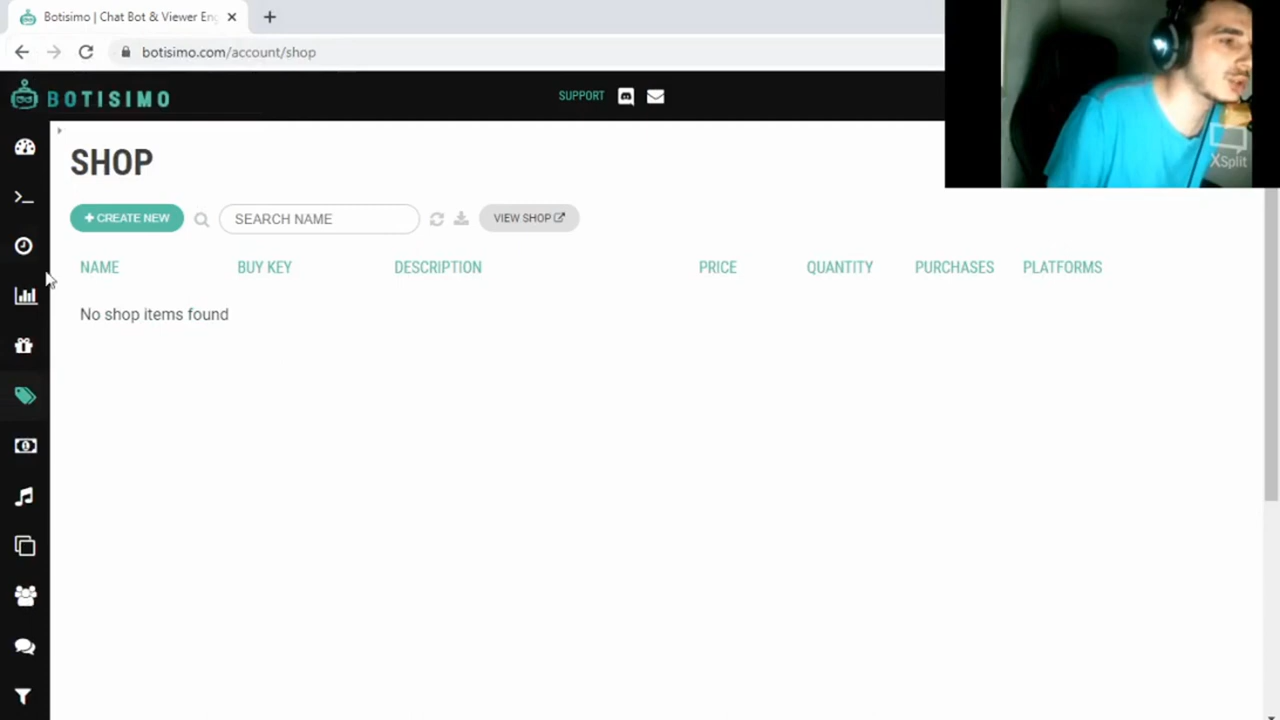 Botisimo | Chat Bot & Viewer Eng
botisimo.com/account/shop
BOTISIMO
SUPPORT
XSplit
SHOP
+ CREATE NEW
SEARCH NAME
VIEW SHOP
NAME BUY KEY DESCRIPTION PRICE QUANTITY PURCHASES PLATFORMS
No shop items found